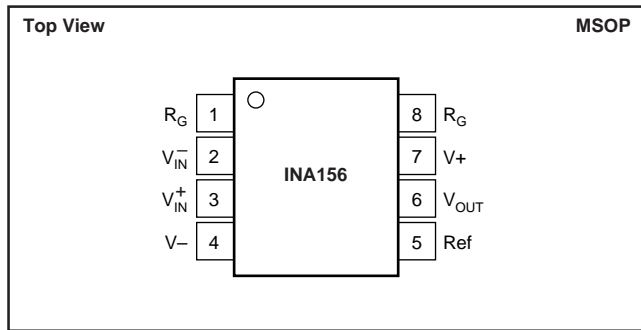 Top View MSOP
R_G 1 8 R_G
V_IN^– 2 7 V+
INA156
V_IN^+ 3 6 V_OUT
V– 4 5 Ref